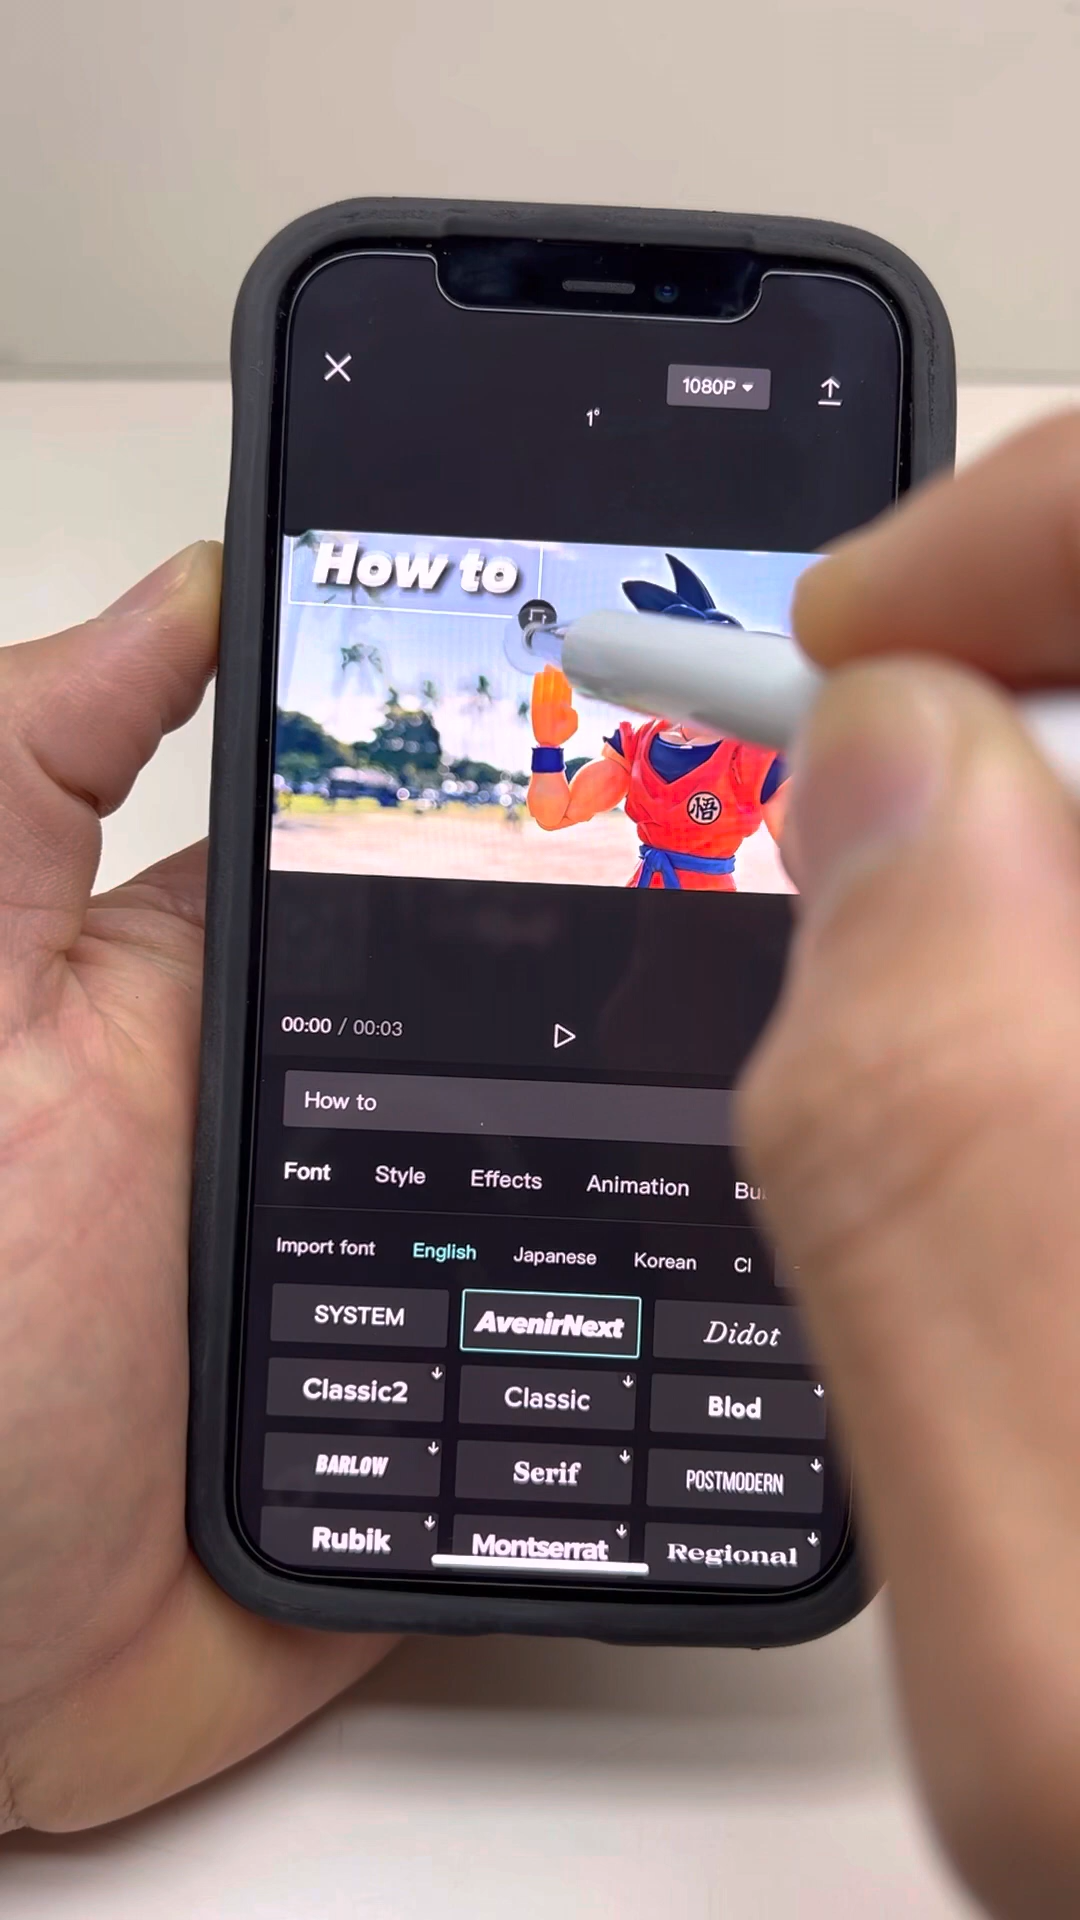 1080P
1°
How to
悟
00:00 / 00:03
How to
Font Style Effects Animation
Import font English Japanese Korean
SYSTEM AvenirNext Didot
Classic2 Classic Blod
BARLOW Serif POSTMODERN
Rubik Montserrat Regional